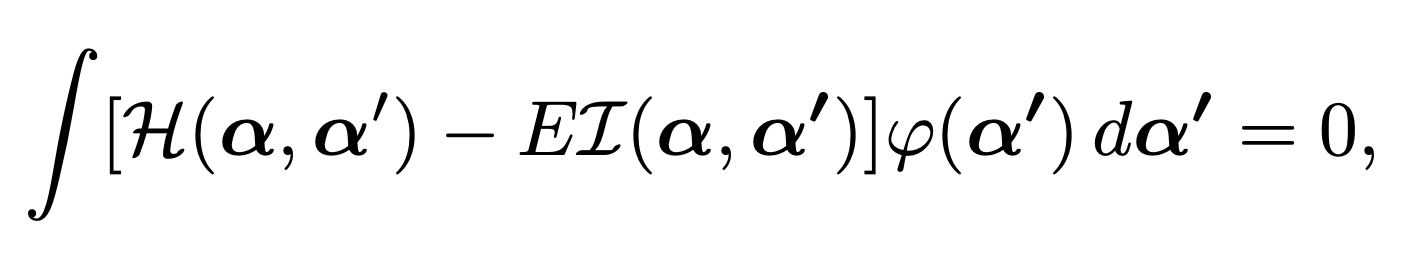 ∫[ℋ(𝜶, 𝜶′) − Eℐ(𝜶, 𝜶′)]φ(𝜶′) d𝜶′ = 0,